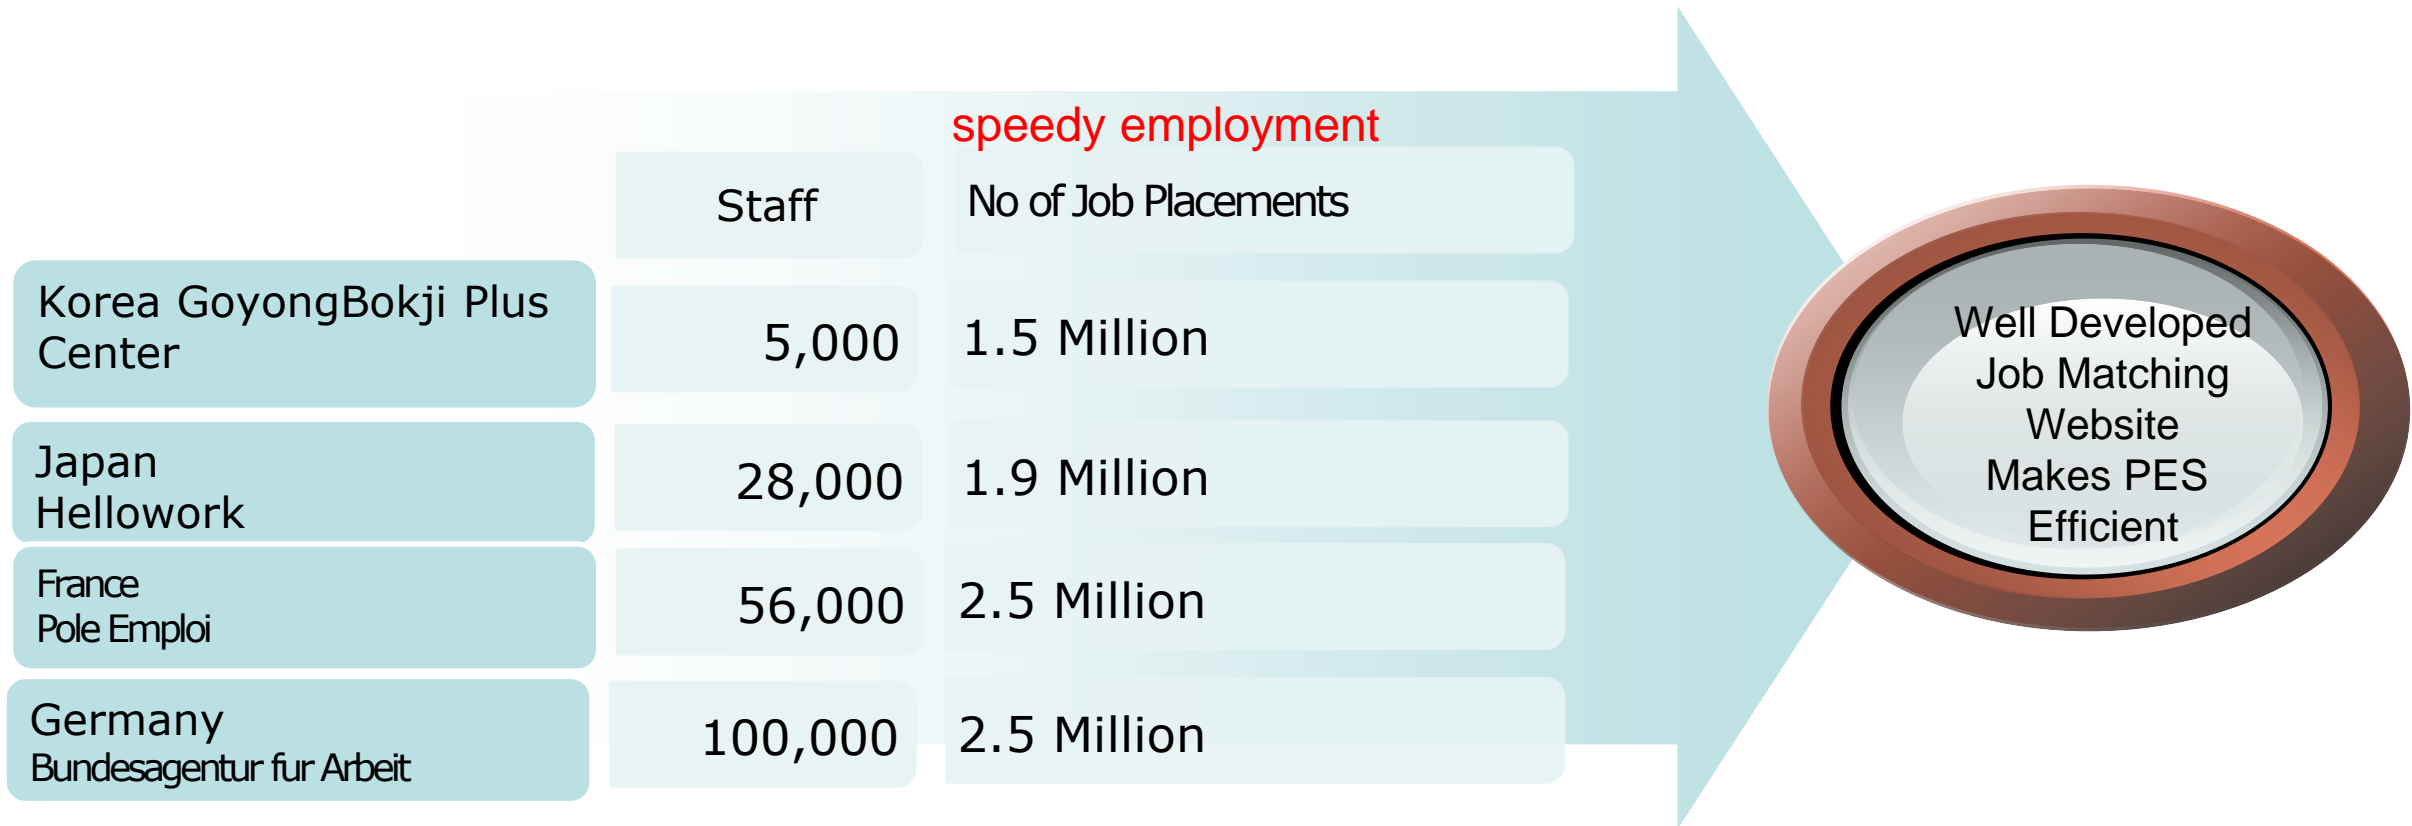 speedy employment
Staff
No of Job Placements
Korea GoyongBokji Plus
Center
5,000
1.5 Million
Japan
Hellowork
28,000
1.9 Million
France
Pole Emploi
56,000
2.5 Million
Germany
Bundesagentur fur Arbeit
100,000
2.5 Million
Well Developed
Job Matching
Website
Makes PES
Efficient